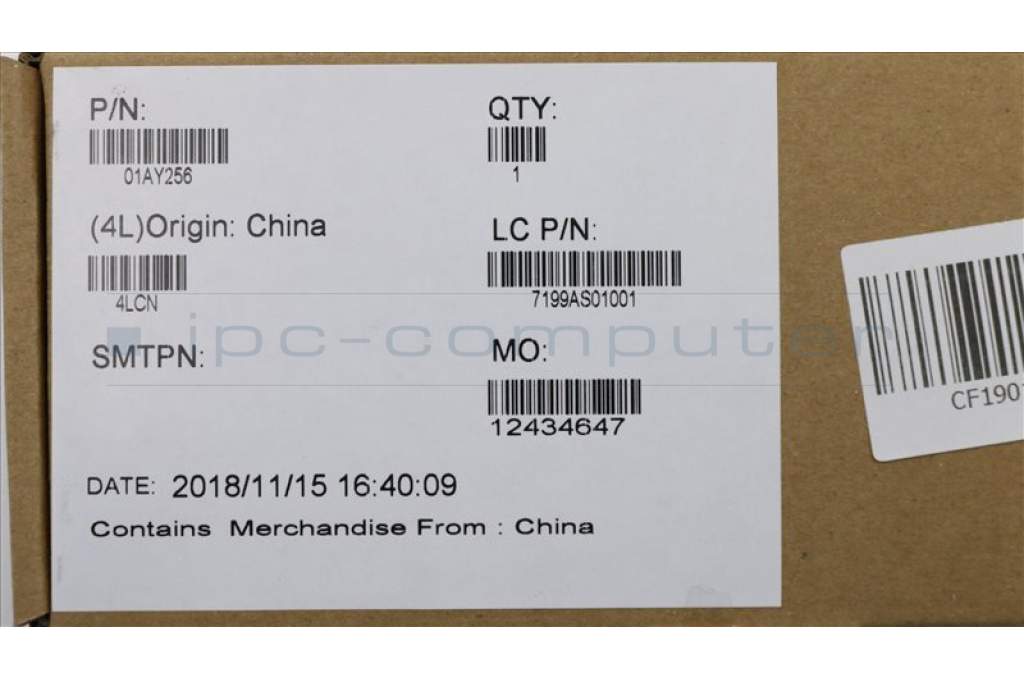 P/N:
01AY256
QTY:
1
(4L)Origin: China
4LCN
LC P/N:
7199AS01001
ipc-computer
SMTPN:
MO:
12434647
DATE: 2018/11/15 16:40:09
Contains Merchandise From : China
CF190